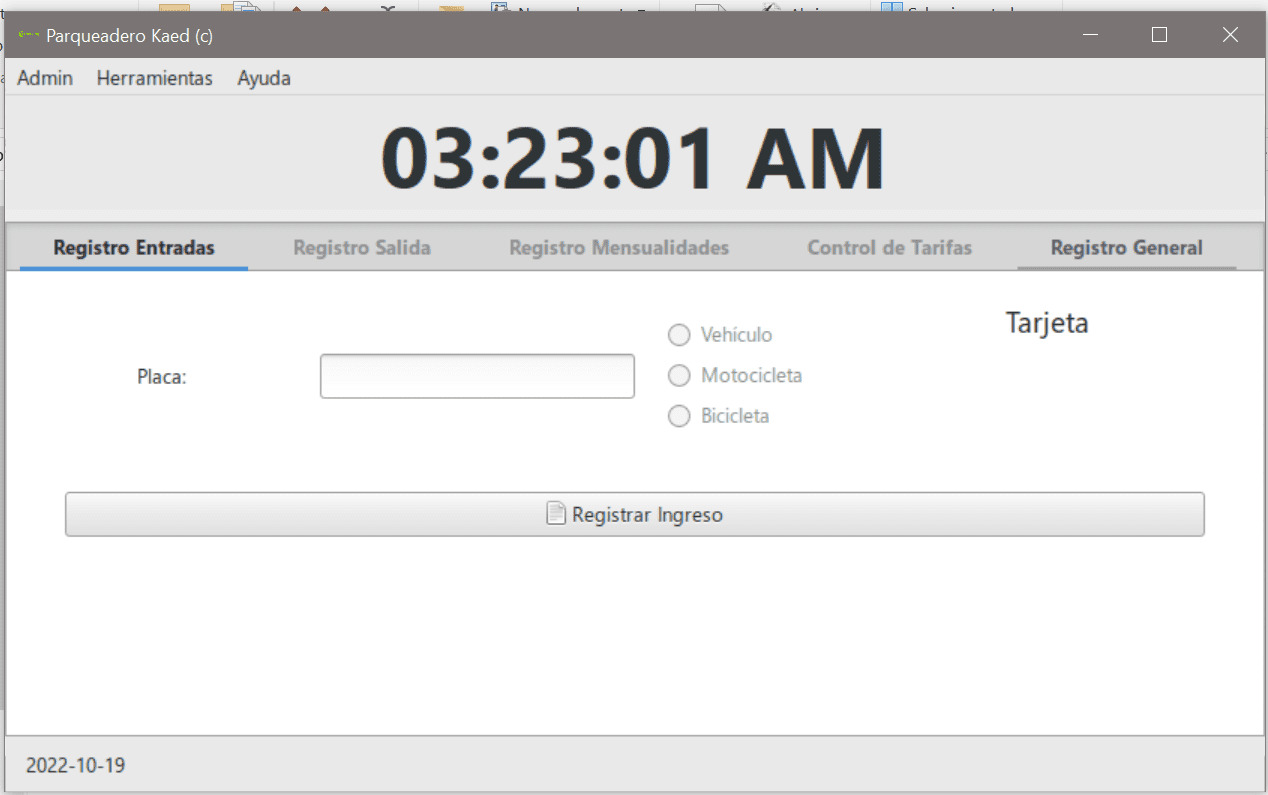 Parqueadero Kaed (c)
Admin Herramientas Ayuda
03:23:01 AM
Registro Entradas Registro Salida Registro Mensualidades Control de Tarifas Registro General
Tarjeta
Vehículo
Placa:
Motocicleta
Bicicleta
Registrar Ingreso
2022-10-19